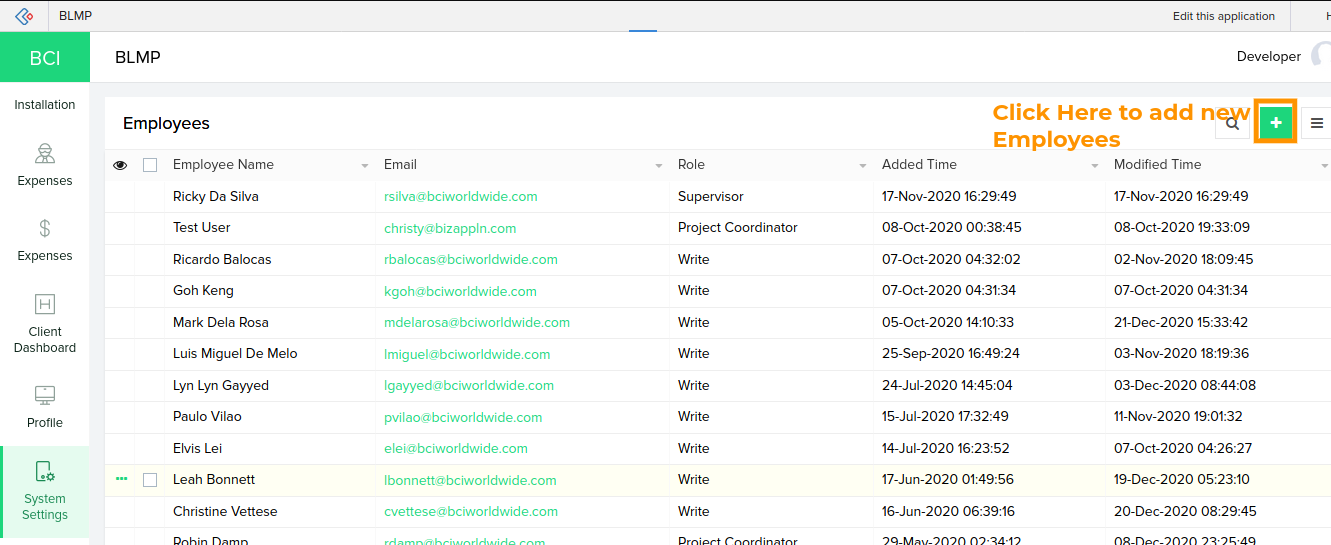 BLMP
Edit this application
BCI
BLMP
Developer
Installation
Expenses
Expenses
Client
Dashboard
Profile
System
Settings
Employees
Click Here to add new
Employees
Employee Name Email Role Added Time Modified Time
Ricky Da Silva rsilva@bciworldwide.com Supervisor 17-Nov-2020 16:29:49 17-Nov-2020 16:29:49
Test User christy@bizappln.com Project Coordinator 08-Oct-2020 00:38:45 08-Oct-2020 19:33:09
Ricardo Balocas rbalocas@bciworldwide.com Write 07-Oct-2020 04:32:02 02-Nov-2020 18:09:45
Goh Keng kgoh@bciworldwide.com Write 07-Oct-2020 04:31:34 07-Oct-2020 04:31:34
Mark Dela Rosa mdelarosa@bciworldwide.com Write 05-Oct-2020 14:10:33 21-Dec-2020 15:33:42
Luis Miguel De Melo lmiguel@bciworldwide.com Write 25-Sep-2020 16:49:24 03-Nov-2020 18:19:36
Lyn Lyn Gayyed lgayyed@bciworldwide.com Write 24-Jul-2020 14:45:04 03-Dec-2020 08:44:08
Paulo Vilao pvilao@bciworldwide.com Write 15-Jul-2020 17:32:49 11-Nov-2020 19:01:32
Elvis Lei elei@bciworldwide.com Write 14-Jul-2020 16:23:52 07-Oct-2020 04:26:27
Leah Bonnett lbonnett@bciworldwide.com Write 17-Jun-2020 01:49:56 19-Dec-2020 05:23:10
Christine Vettese cvettese@bciworldwide.com Write 16-Jun-2020 06:39:16 20-Dec-2020 08:29:45
Robin Damp rdamp@bciworldwide.com Project Coordinator 29-May-2020 02:34:12 08-Dec-2020 23:25:49